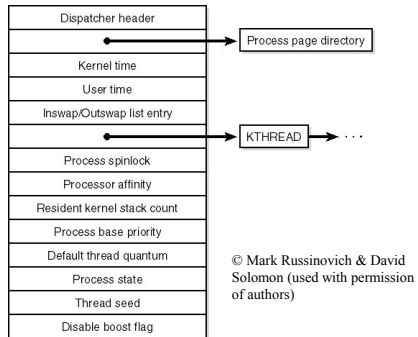 Dispatcher header
Process page directory
Kernel time
User time
Inswap/Outswap list entry
KTHREAD
Process spinlock
Processor affinity
Resident kernel stack count
Process base priority
Default thread quantum
Process state
Thread seed
Disable boost flag
© Mark Russinovich & David
Solomon (used with permission
of authors)